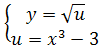 y = √u
u = x³ − 3